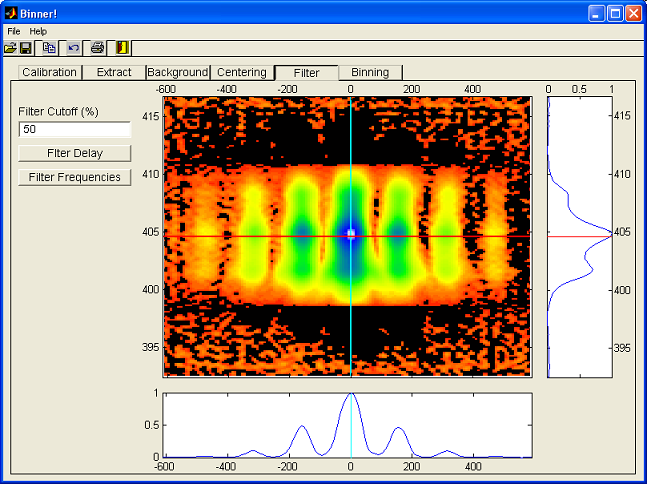 Binner!
File Help
Calibration Extract Background Centering Filter Binning
-600 -400 -200 0 200 400
0 0.5 1
Filter Cutoff (%)
50
Flter Delay
Filter Frequencies
415
410
405
400
395
415
410
405
400
395
1
0.5
0
-600 -400 -200 0 200 400